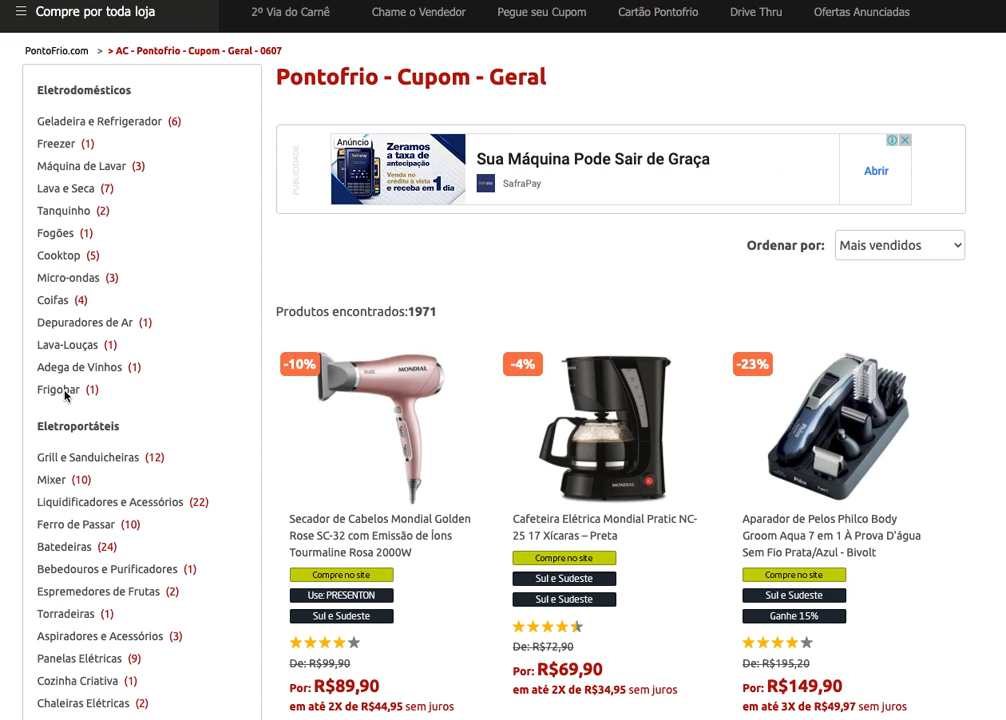 ☰ Compre por toda loja
2º Via do Carnê
Chame o Vendedor
Pegue seu Cupom
Cartão Pontofrio
Drive Thru
Ofertas Anunciadas
PontoFrio.com > > AC - Pontofrio - Cupom - Geral - 0607
Eletrodomésticos
Geladeira e Refrigerador (6)
Freezer (1)
Máquina de Lavar (3)
Lava e Seca (7)
Tanquinho (2)
Fogões (1)
Cooktop (5)
Micro-ondas (3)
Coifas (4)
Depuradores de Ar (1)
Lava-Louças (1)
Adega de Vinhos (1)
Frigobar (1)
Eletroportáteis
Grill e Sanduicheiras (12)
Mixer (10)
Liquidificadores e Acessórios (22)
Ferro de Passar (10)
Batedeiras (24)
Bebedouros e Purificadores (1)
Espremedores de Frutas (2)
Torradeiras (1)
Aspiradores e Acessórios (3)
Panelas Elétricas (9)
Cozinha Criativa (1)
Chaleiras Elétricas (2)
Pontofrio - Cupom - Geral
PUBLICIDADE
Anúncio
Zeramos
a taxa de
antecipação
Venda no
crédito à vista
e receba em 1 dia
Sua Máquina Pode Sair de Graça
SafraPay
Abrir
Ordenar por: Mais vendidos
Produtos encontrados:1971
-10%
MONDIAL
Secador de Cabelos Mondial Golden
Rose SC-32 com Emissão de Íons
Tourmaline Rosa 2000W
Compre no site
Use: PRESENTON
Sul e Sudeste
De: R$99,90
Por: R$89,90
em até 2X de R$44,95 sem juros
-4%
MONDIAL
Cafeteira Elétrica Mondial Pratic NC-
25 17 Xícaras – Preta
Compre no site
Sul e Sudeste
Sul e Sudeste
De: R$72,90
Por: R$69,90
em até 2X de R$34,95 sem juros
-23%
Philco
Aparador de Pelos Philco Body
Groom Aqua 7 em 1 À Prova D'água
Sem Fio Prata/Azul - Bivolt
Compre no site
Sul e Sudeste
Ganhe 15%
De: R$195,20
Por: R$149,90
em até 3X de R$49,97 sem juros